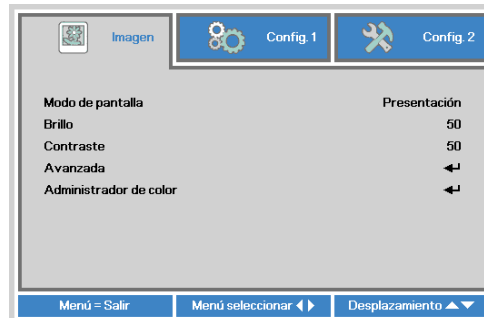 Imagen Config. 1 Config. 2
Modo de pantalla Presentación
Brillo 50
Contraste 50
Avanzada ↵
Administrador de color ↵
Menú = Salir Menú seleccionar ◀▶ Desplazamiento ▲▼